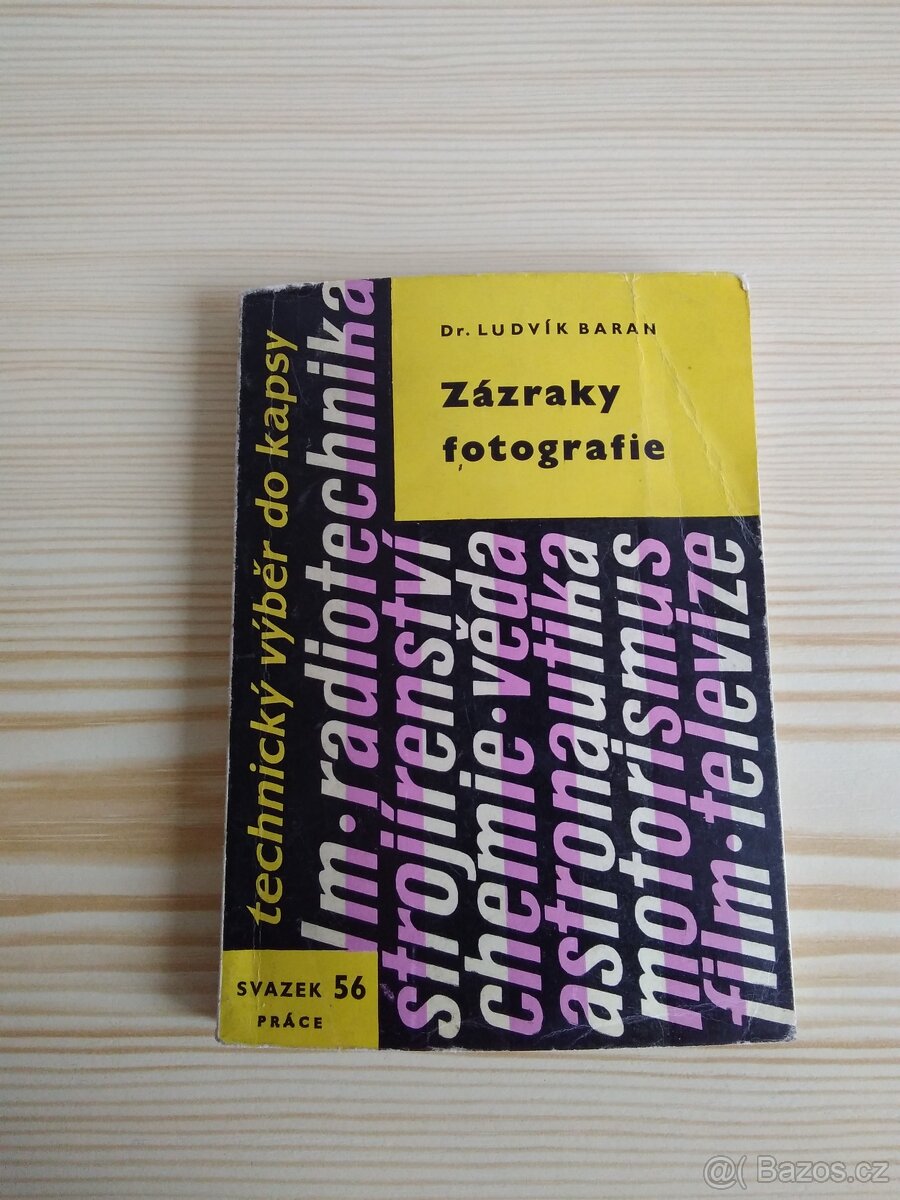 Dr. LUDVÍK BARAN
Zázraky
fotografie
technický výběr do kapsy
lm·radiotechnika
strojírenství
chemie·věda
astronautika
motorismus
film·televize
SVAZEK 56
PRÁCE
@( Bazos.cz